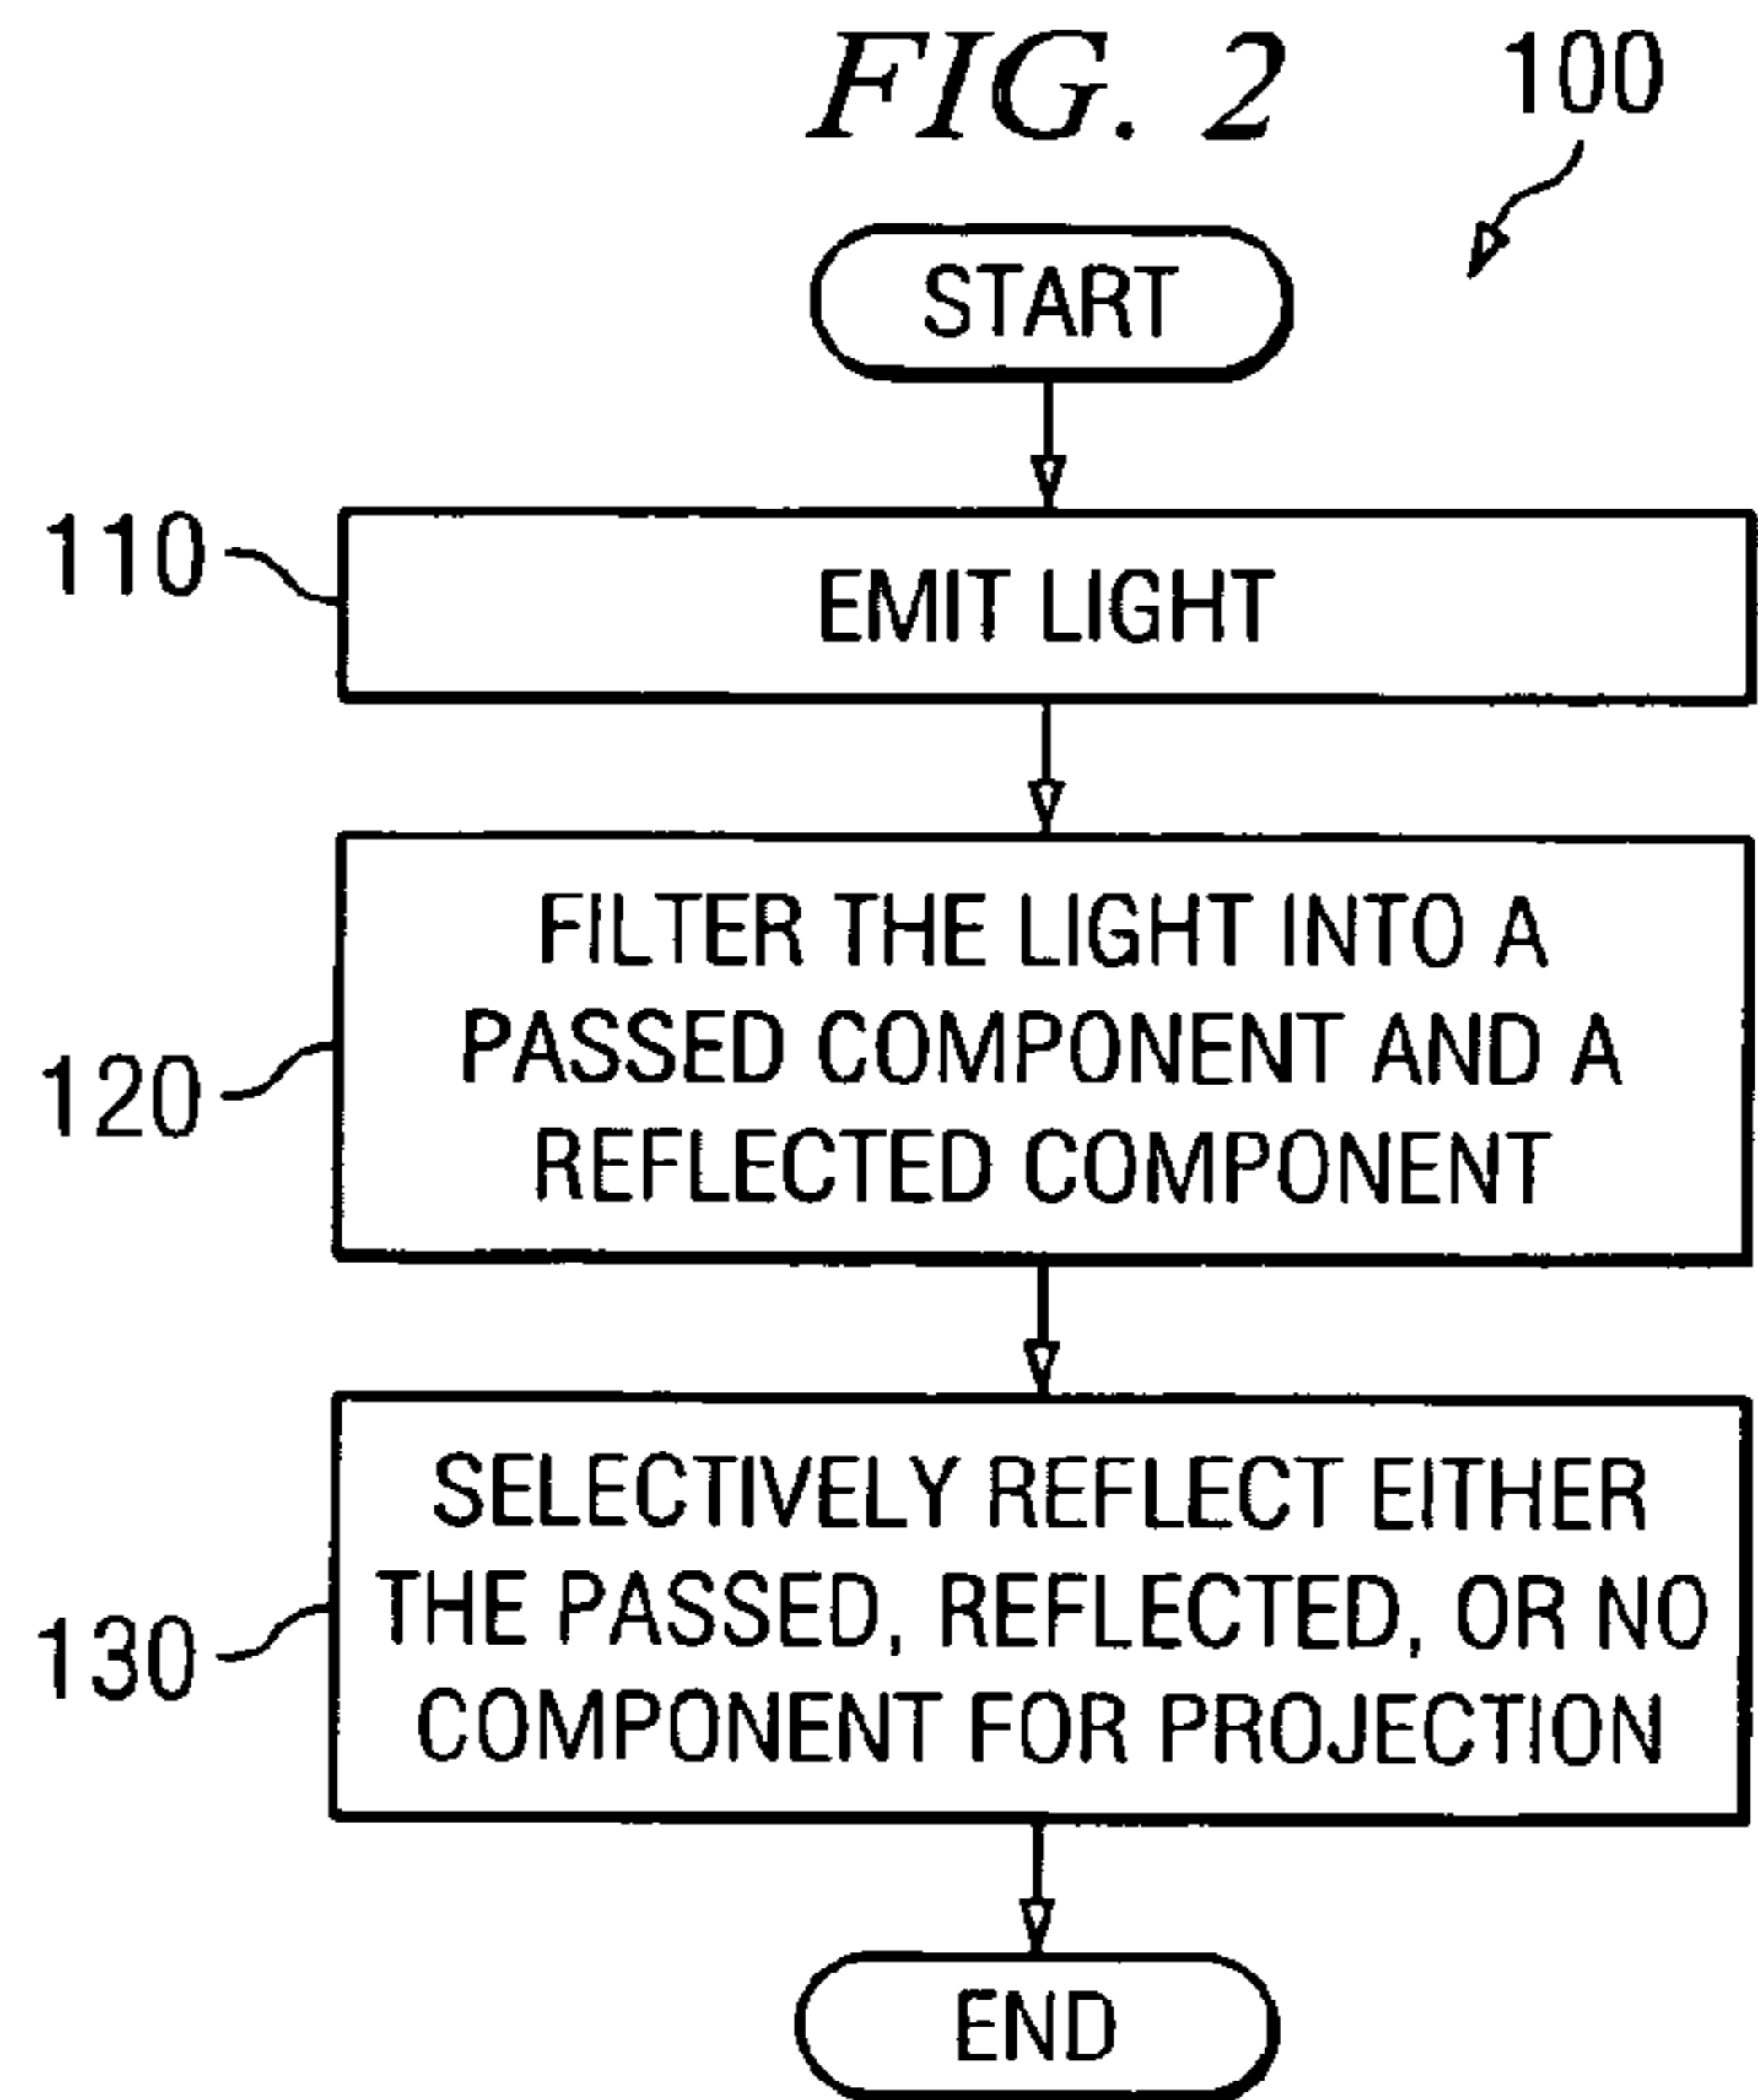 FIG. 2
100
START
110
EMIT LIGHT
120
FILTER THE LIGHT INTO A
PASSED COMPONENT AND A
REFLECTED COMPONENT
130
SELECTIVELY REFLECT EITHER
THE PASSED, REFLECTED, OR NO
COMPONENT FOR PROJECTION
END